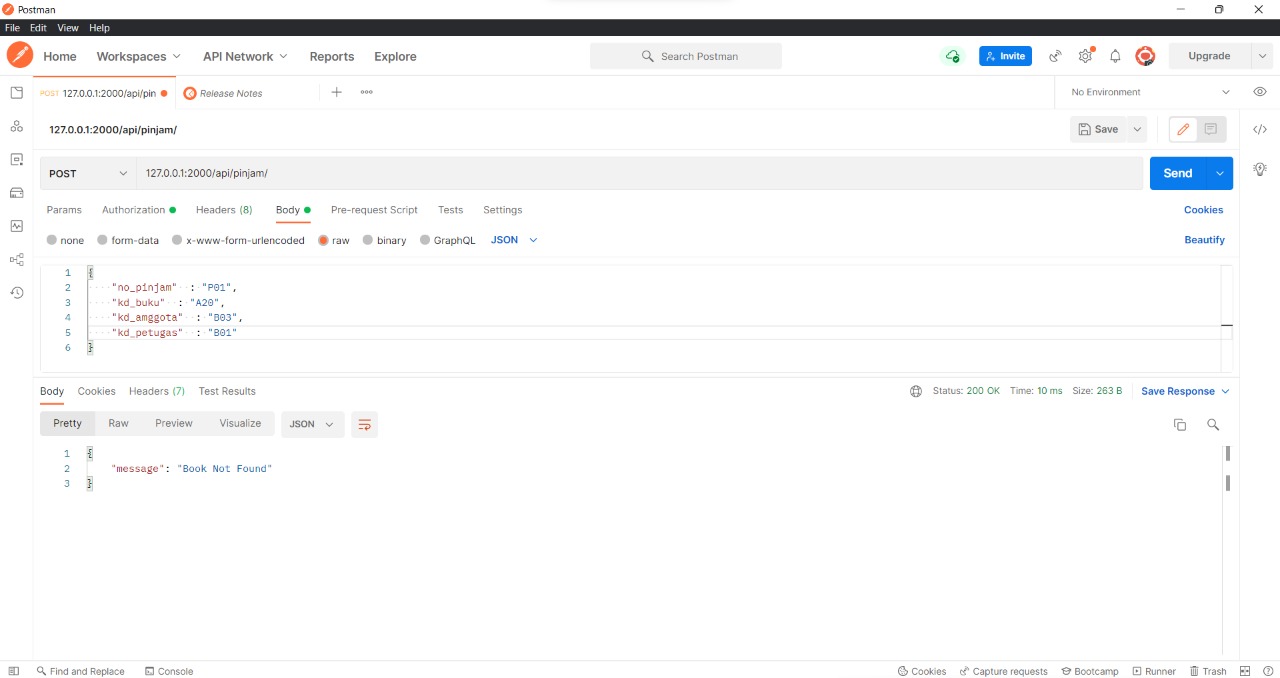 Postman
File Edit View Help
Home Workspaces API Network Reports Explore Search Postman Invite Upgrade
POST 127.0.0.1:2000/api/pin Release Notes No Environment
127.0.0.1:2000/api/pinjam/ Save
POST 127.0.0.1:2000/api/pinjam/ Send
Params Authorization Headers (8) Body Pre-request Script Tests Settings Cookies
none form-data x-www-form-urlencoded raw binary GraphQL JSON Beautify
1 {
2 "no_pinjam" : "P01",
3 "kd_buku" : "A20",
4 "kd_amggota" : "B03",
5 "kd_petugas" : "B01"
6 }
Body Cookies Headers (7) Test Results Status: 200 OK Time: 10 ms Size: 263 B Save Response
Pretty Raw Preview Visualize JSON
1 {
2 "message": "Book Not Found"
3 }
Find and Replace Console Cookies Capture requests Bootcamp Runner Trash